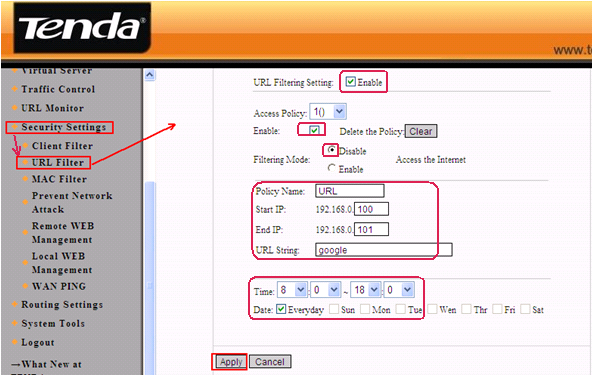 Tenda
www.t
Virtual Server
Traffic Control
URL Monitor
Security Settings
Client Filter
URL Filter
MAC Filter
Prevent Network
Attack
Remote WEB
Management
Local WEB
Management
WAN PING
Routing Settings
System Tools
Logout
→What New at
URL Filtering Setting: Enable
Access Policy: 1()
Enable: Delete the Policy: Clear
Filtering Mode: Disable Access the Internet
Enable
Policy Name: URL
Start IP: 192.168.0. 100
End IP: 192.168.0. 101
URL String: google
Time: 8 : 0 ~ 18 : 0
Date: Everyday Sun Mon Tue Wen Thr Fri Sat
Apply Cancel